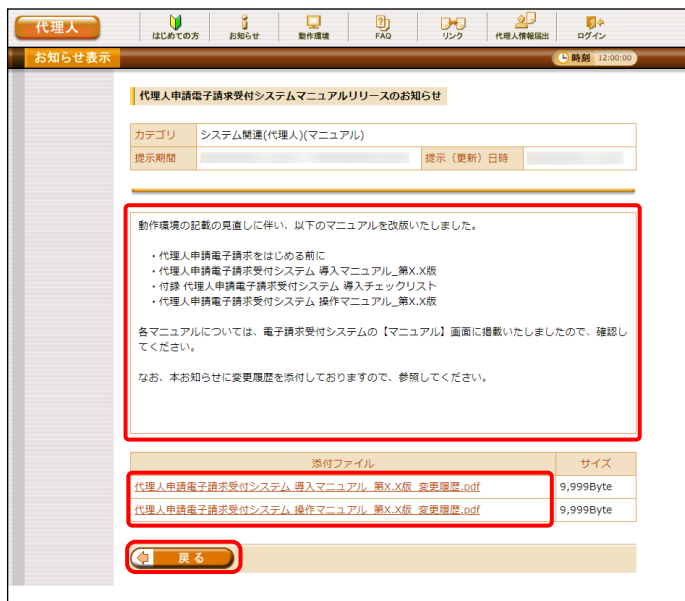 代理人
はじめての方
お知らせ
動作環境
FAQ
リンク
代理人情報届出
ログイン
お知らせ表示
時刻 12:00:00
代理人申請電子請求受付システムマニュアルリリースのお知らせ
カテゴリ システム関連(代理人)(マニュアル)
提示期間 提示（更新）日時
動作環境の記載の見直しに伴い、以下のマニュアルを改版いたしました。
・代理人申請電子請求をはじめる前に
・代理人申請電子請求受付システム 導入マニュアル_第X.X版
・付録 代理人申請電子請求受付システム 導入チェックリスト
・代理人申請電子請求受付システム 操作マニュアル_第X.X版
各マニュアルについては、電子請求受付システムの【マニュアル】画面に掲載いたしましたので、確認し
てください。
なお、本お知らせに変更履歴を添付しておりますので、参照してください。
添付ファイル サイズ
代理人申請電子請求受付システム_導入マニュアル_第X.X版_変更履歴.pdf 9,999Byte
代理人申請電子請求受付システム_操作マニュアル_第X.X版_変更履歴.pdf 9,999Byte
戻る